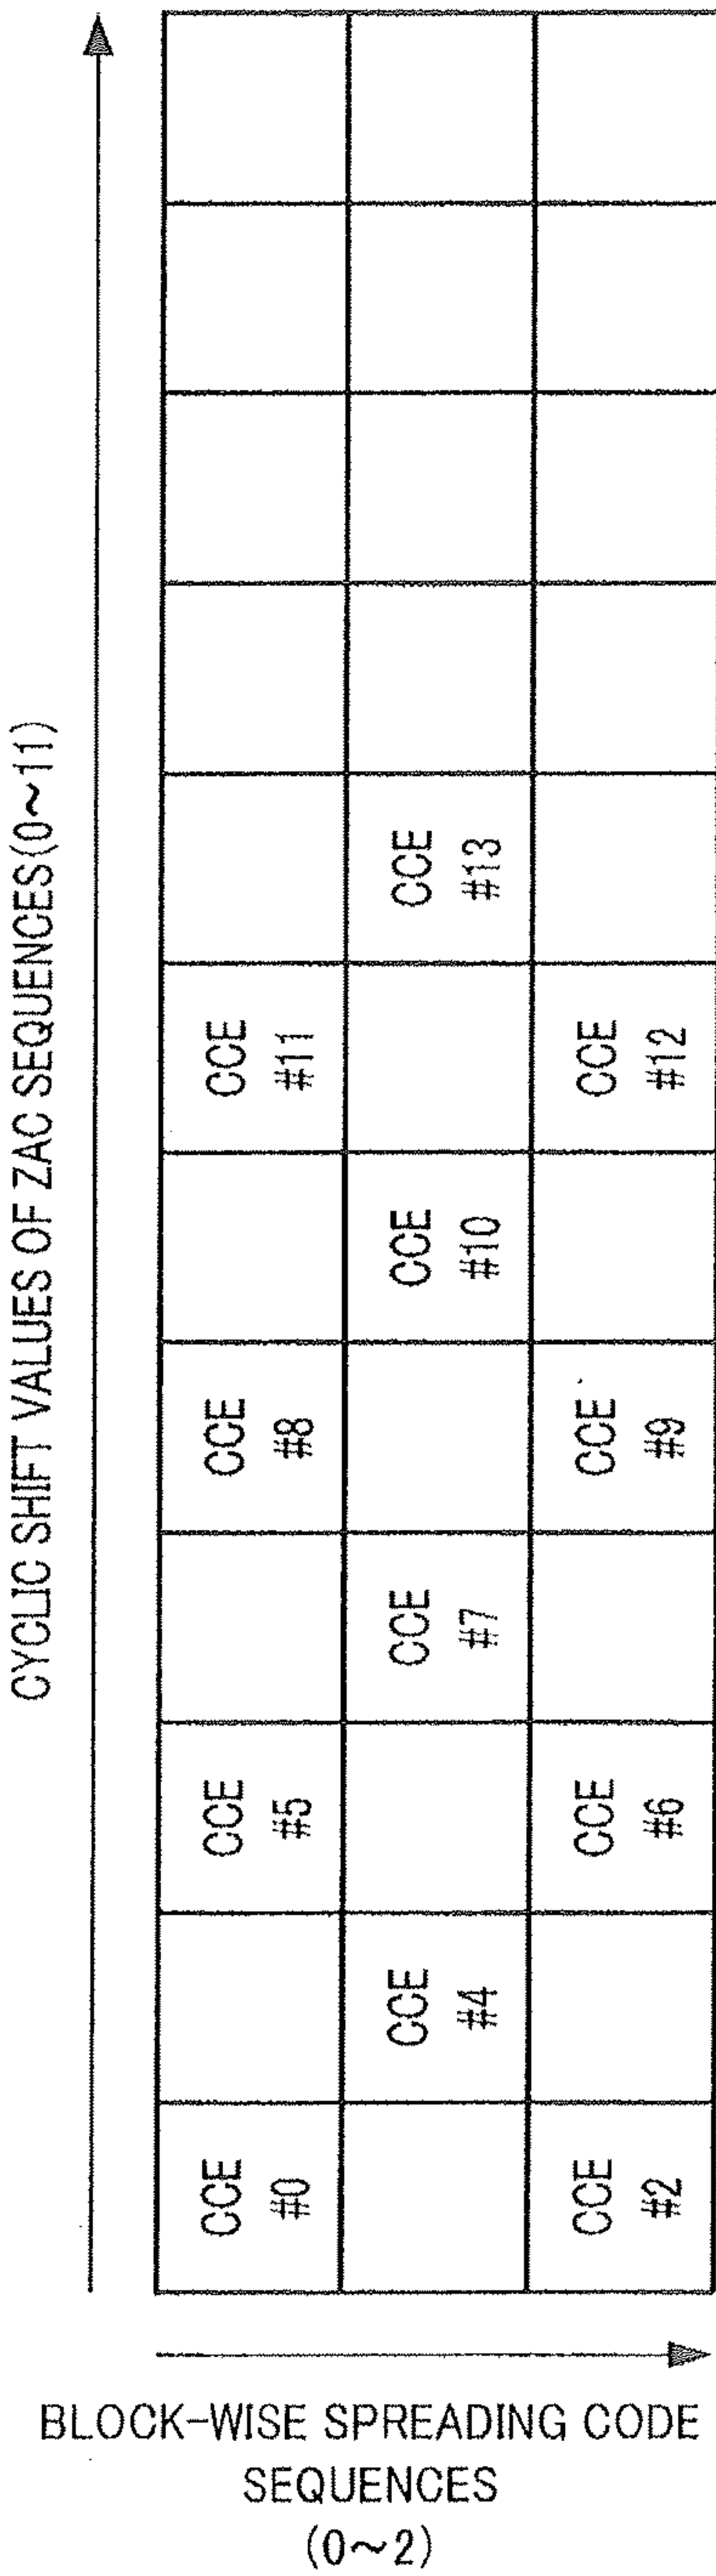 CYCLIC SHIFT VALUES OF ZAC SEQUENCES(0~11)
CCE
#0
CCE
#5
CCE
#8
CCE
#11
CCE
#4
CCE
#7
CCE
#10
CCE
#13
CCE
#2
CCE
#6
CCE
#9
CCE
#12
BLOCK-WISE SPREADING CODE
SEQUENCES
(0~2)